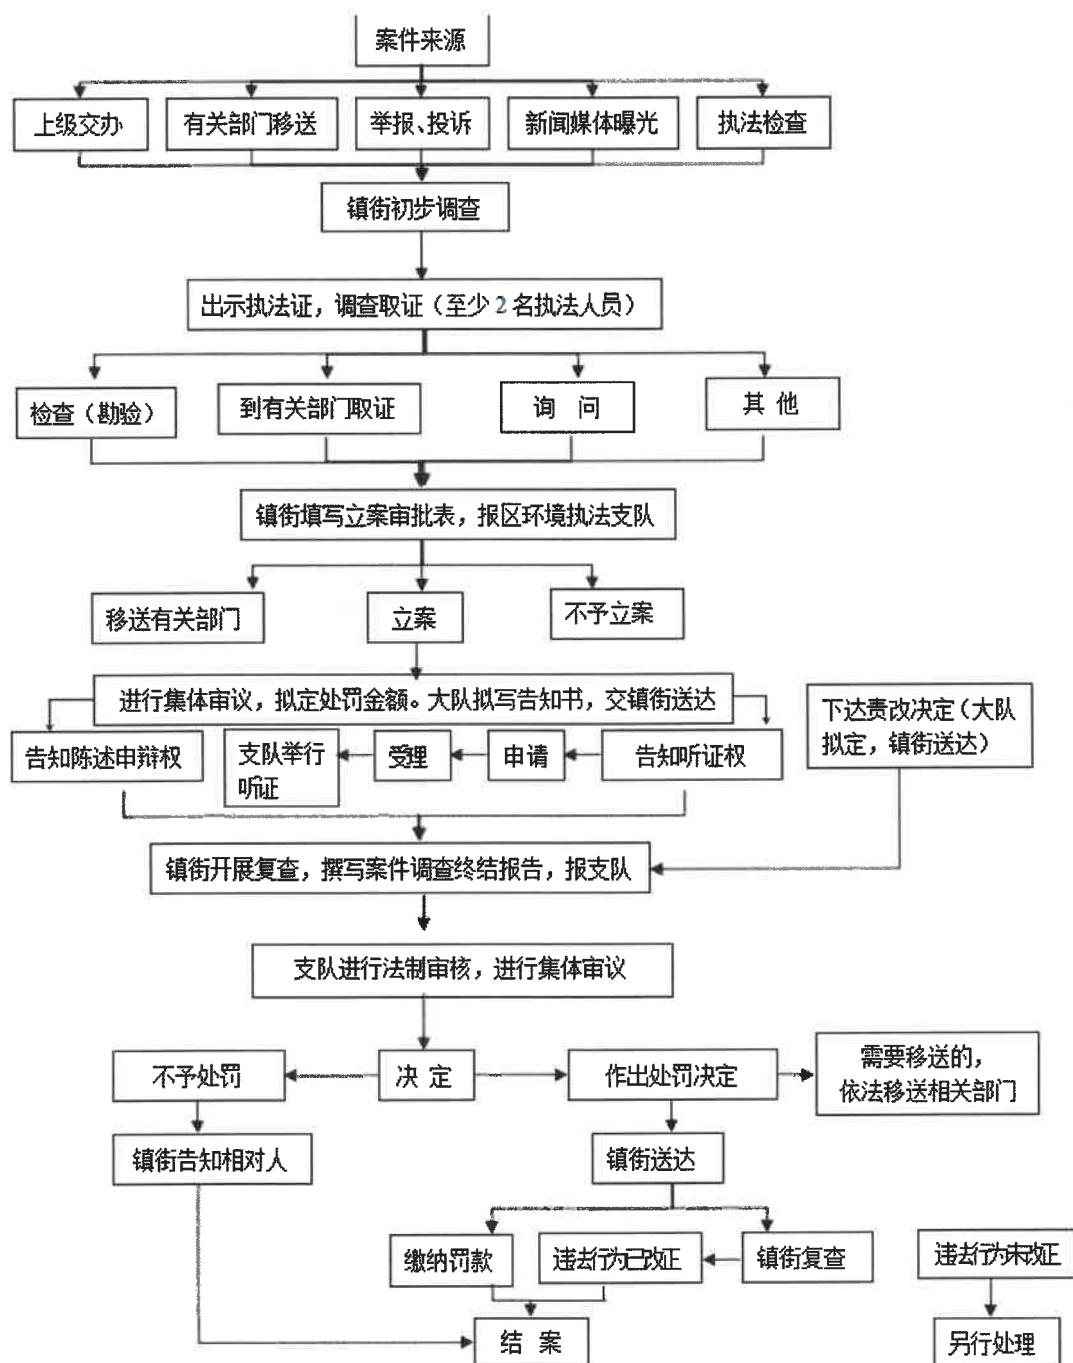 案件来源
上级交办
有关部门移送
举报、投诉
新闻媒体曝光
执法检查
镇街初步调查
出示执法证，调查取证（至少2名执法人员）
检查（勘验）
到有关部门取证
询 问
其 他
镇街填写立案审批表，报区环境执法支队
移送有关部门
立案
不予立案
进行集体审议，拟定处罚金额。大队拟写告知书，交镇街送达
下达责改决定（大队
拟定，镇街送达）
告知陈述申辩权
支队举行
听证
受理
申请
告知听证权
镇街开展复查，撰写案件调查终结报告，报支队
支队进行法制审核，进行集体审议
不予处罚
决 定
作出处罚决定
需要移送的，
依法移送相关部门
镇街告知相对人
镇街送达
缴纳罚款
违法行为已改正
镇街复查
违法行为未改正
结 案
另行处理